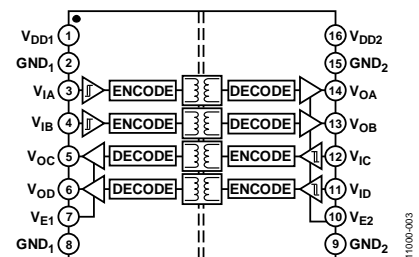 VDD1 1 16 VDD2
GND1 2 15 GND2
VIA 3 ENCODE DECODE 14 VOA
VIB 4 ENCODE DECODE 13 VOB
VOC 5 DECODE ENCODE 12 VIC
VOD 6 DECODE ENCODE 11 VID
VE1 7 10 VE2
GND1 8 9 GND2
11000-003